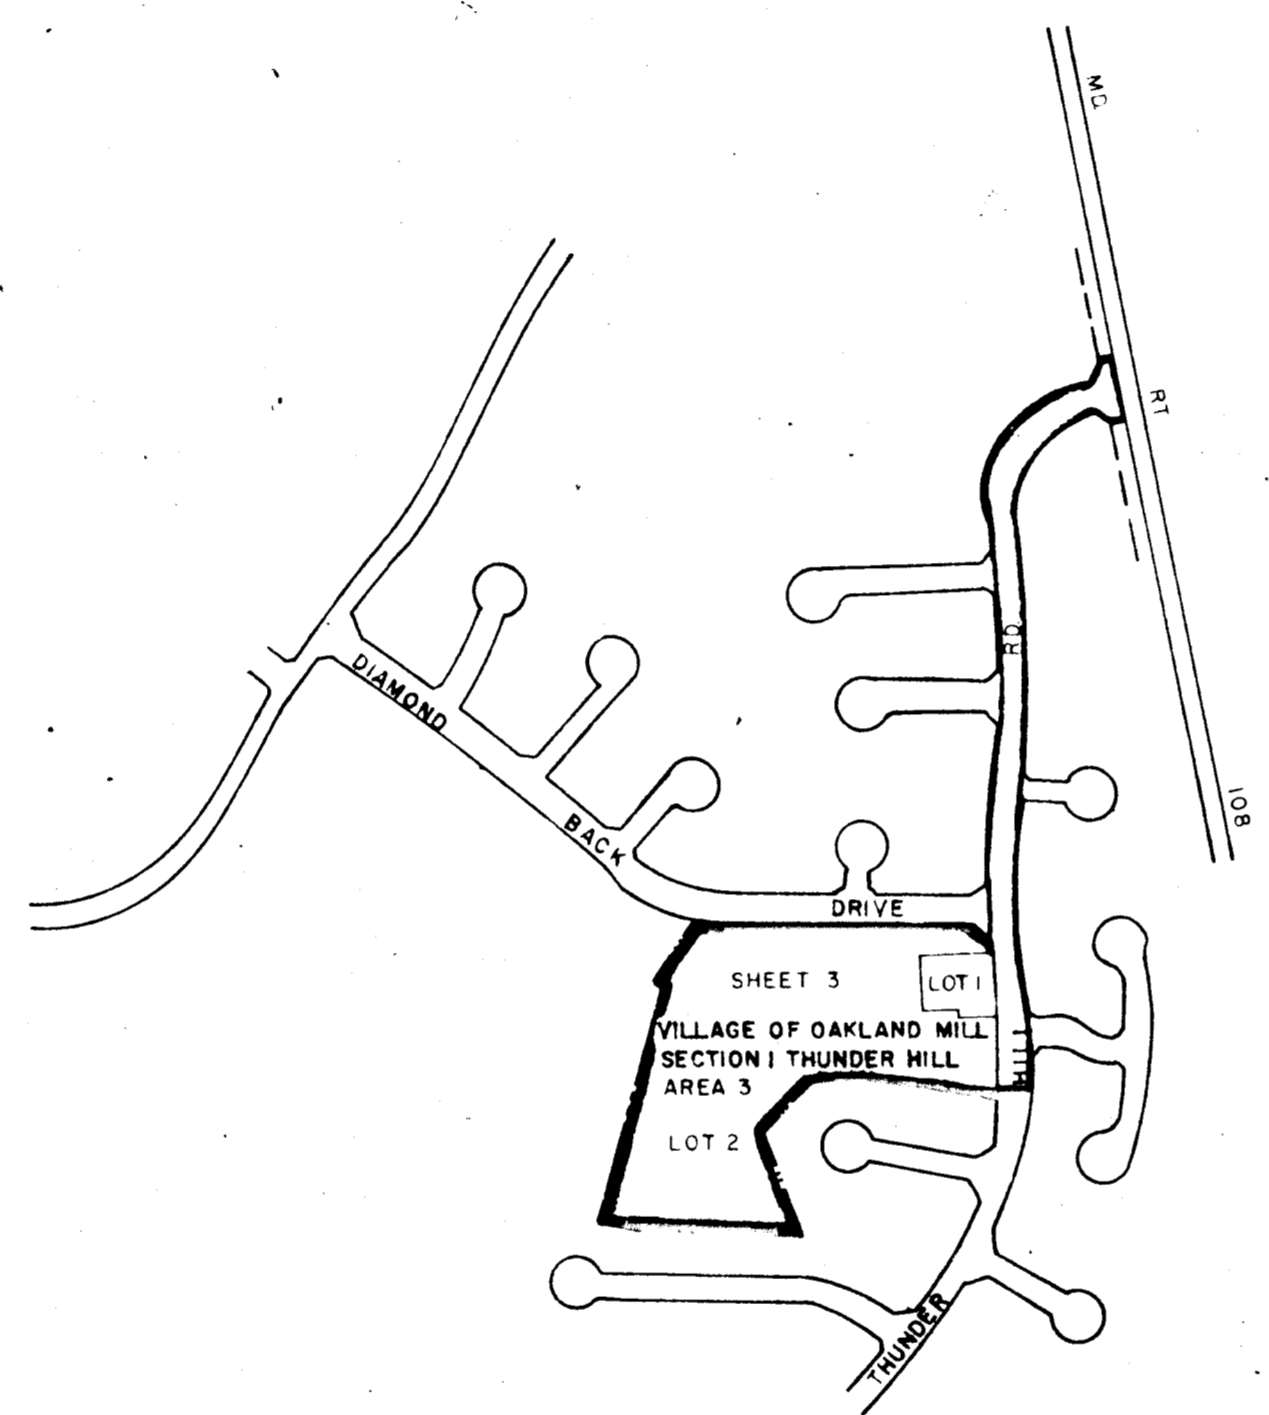 MD
RT
108
RD
DIAMOND
BACK
DRIVE
SHEET 3
LOT 1
VILLAGE OF OAKLAND MILL
SECTION 1 THUNDER HILL
AREA 3
LOT 2
HILL
THUNDER